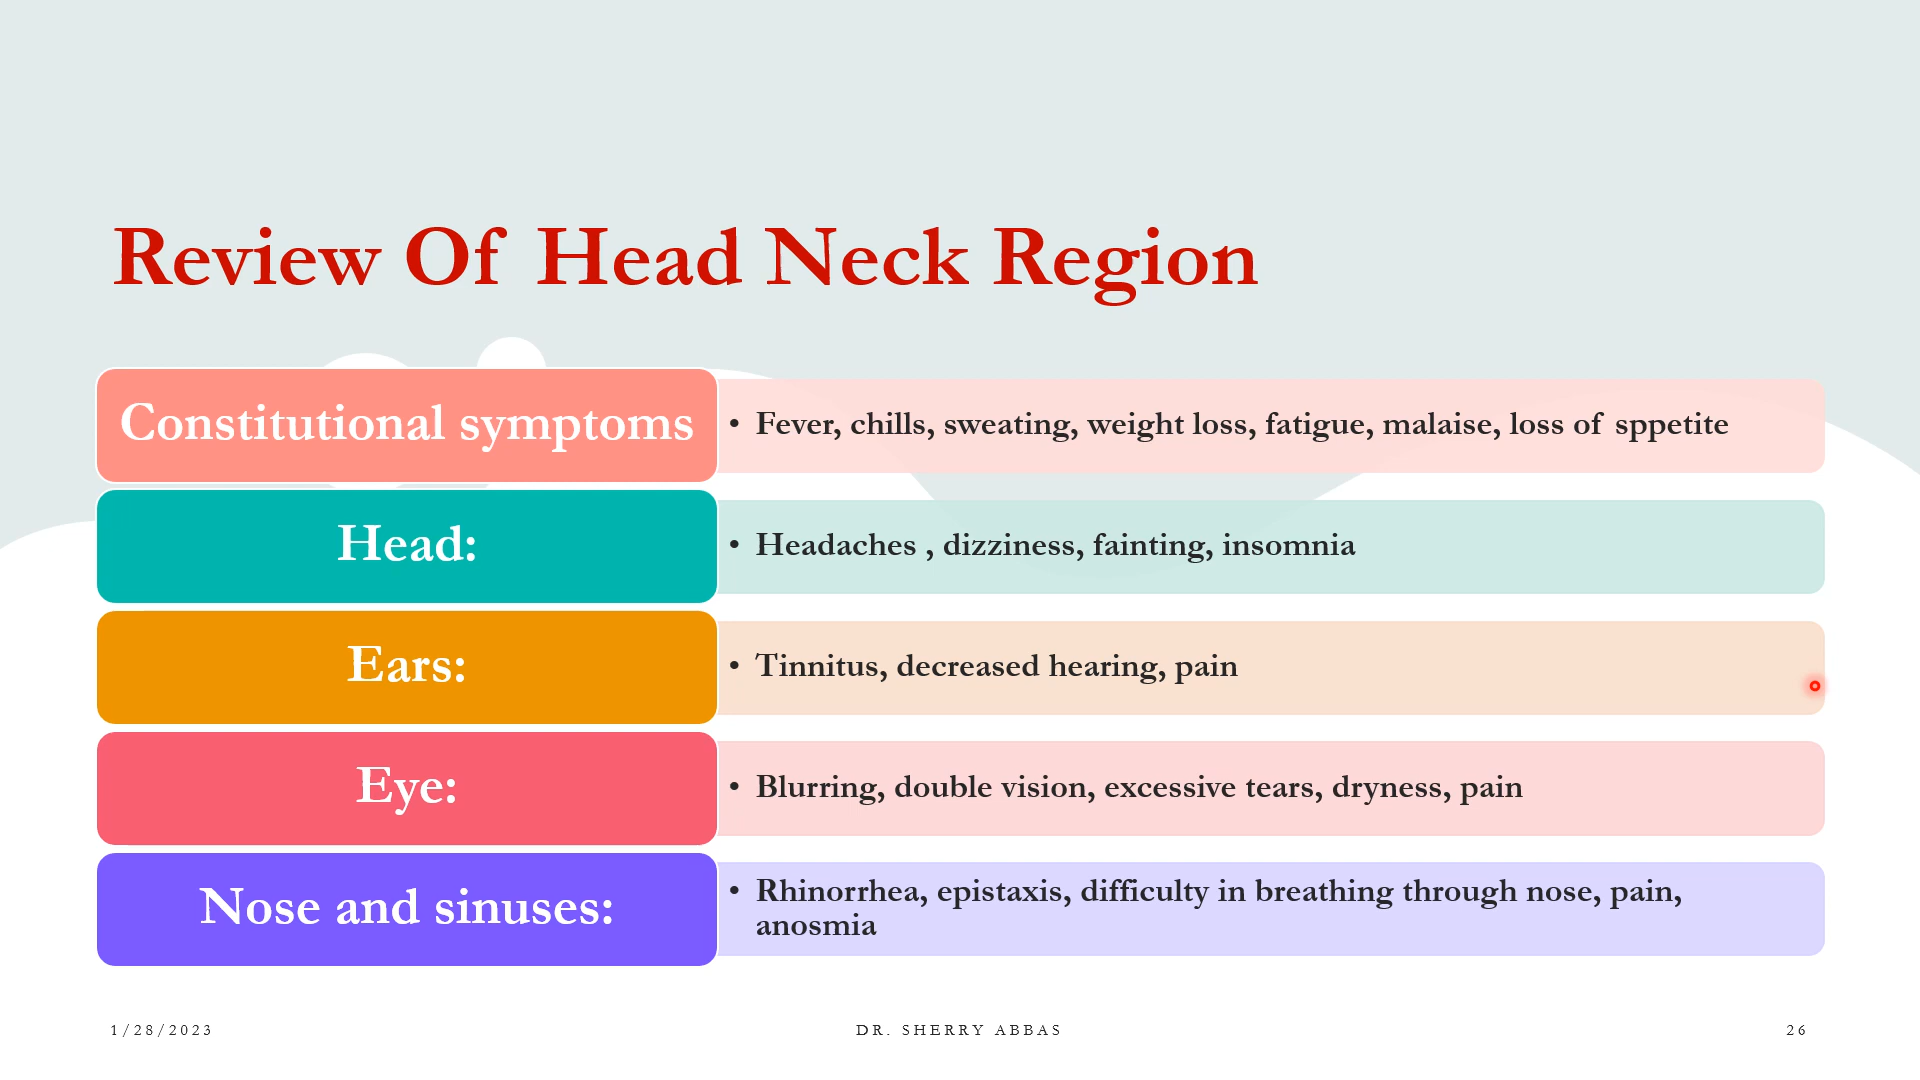 Review Of Head Neck Region
Constitutional symptoms
• Fever, chills, sweating, weight loss, fatigue, malaise, loss of sppetite
Head:
• Headaches , dizziness, fainting, insomnia
Ears:
• Tinnitus, decreased hearing, pain
Eye:
• Blurring, double vision, excessive tears, dryness, pain
Nose and sinuses:
• Rhinorrhea, epistaxis, difficulty in breathing through nose, pain,
anosmia
1/28/2023
DR. SHERRY ABBAS
26